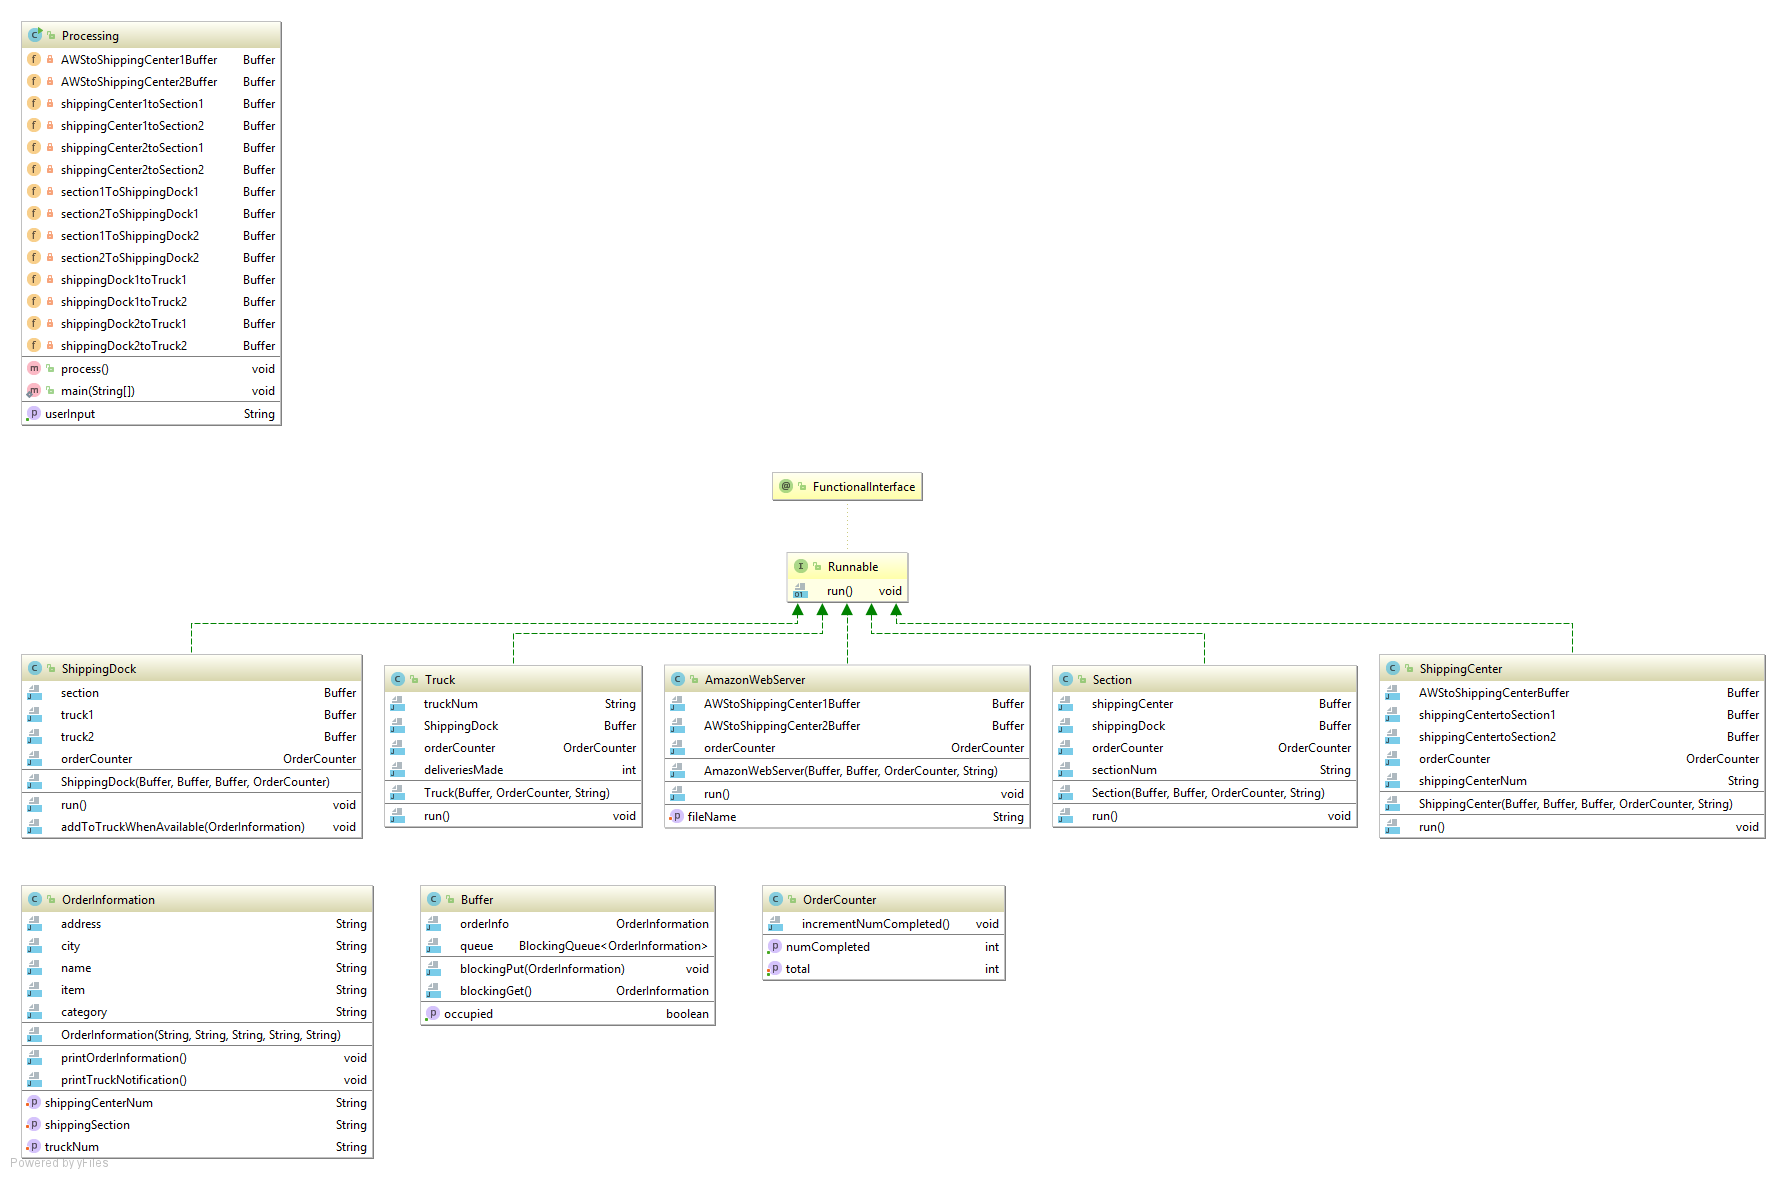 Processing
AWStoShippingCenter1Buffer Buffer
AWStoShippingCenter2Buffer Buffer
shippingCenter1toSection1 Buffer
shippingCenter1toSection2 Buffer
shippingCenter2toSection1 Buffer
shippingCenter2toSection2 Buffer
section1ToShippingDock1 Buffer
section2ToShippingDock1 Buffer
section1ToShippingDock2 Buffer
section2ToShippingDock2 Buffer
shippingDock1toTruck1 Buffer
shippingDock1toTruck2 Buffer
shippingDock2toTruck1 Buffer
shippingDock2toTruck2 Buffer
process() void
main(String[]) void
userInput String
FunctionalInterface
Runnable
run() void
ShippingDock
section Buffer
truck1 Buffer
truck2 Buffer
orderCounter OrderCounter
ShippingDock(Buffer, Buffer, Buffer, OrderCounter)
run() void
addToTruckWhenAvailable(OrderInformation) void
Truck
truckNum String
ShippingDock Buffer
orderCounter OrderCounter
deliveriesMade int
Truck(Buffer, OrderCounter, String)
run() void
AmazonWebServer
AWStoShippingCenter1Buffer Buffer
AWStoShippingCenter2Buffer Buffer
orderCounter OrderCounter
AmazonWebServer(Buffer, Buffer, OrderCounter, String)
run() void
fileName String
Section
shippingCenter Buffer
shippingDock Buffer
orderCounter OrderCounter
sectionNum String
Section(Buffer, Buffer, OrderCounter, String)
run() void
ShippingCenter
AWStoShippingCenterBuffer Buffer
shippingCentertoSection1 Buffer
shippingCentertoSection2 Buffer
orderCounter OrderCounter
shippingCenterNum String
ShippingCenter(Buffer, Buffer, Buffer, OrderCounter, String)
run() void
OrderInformation
address String
city String
name String
item String
category String
OrderInformation(String, String, String, String, String)
printOrderInformation() void
printTruckNotification() void
shippingCenterNum String
shippingSection String
truckNum String
Buffer
orderInfo OrderInformation
queue BlockingQueue<OrderInformation>
blockingPut(OrderInformation) void
blockingGet() OrderInformation
occupied boolean
OrderCounter
incrementNumCompleted() void
numCompleted int
total int
Powered by yFiles